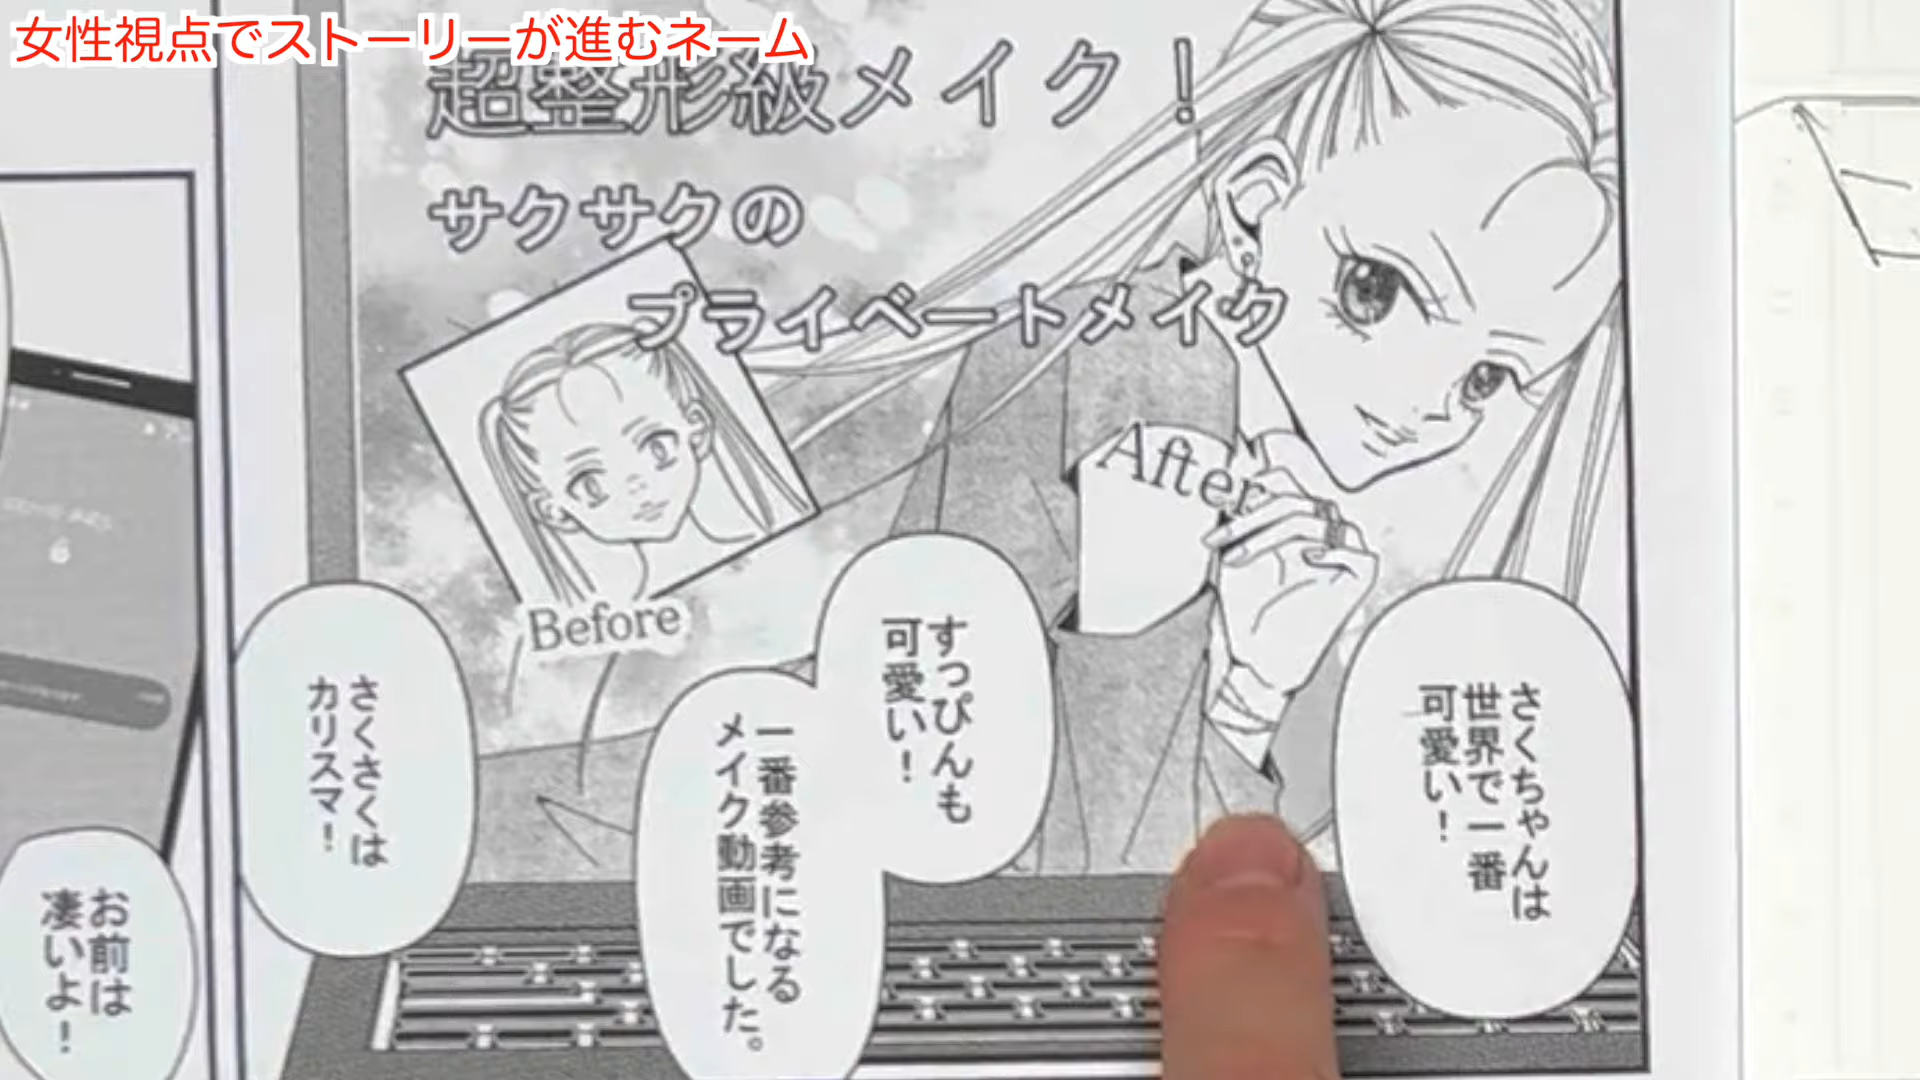 女性視点でストーリーが進むネーム
超整形級メイク！
サクサクの
プライベートメイク
After
Before
さくちゃんは
世界で一番
可愛い！
すっぴんも
可愛い！
一番参考になる
メイク動画でした。
さくさくは
カリスマ！
お前は
凄いよ！